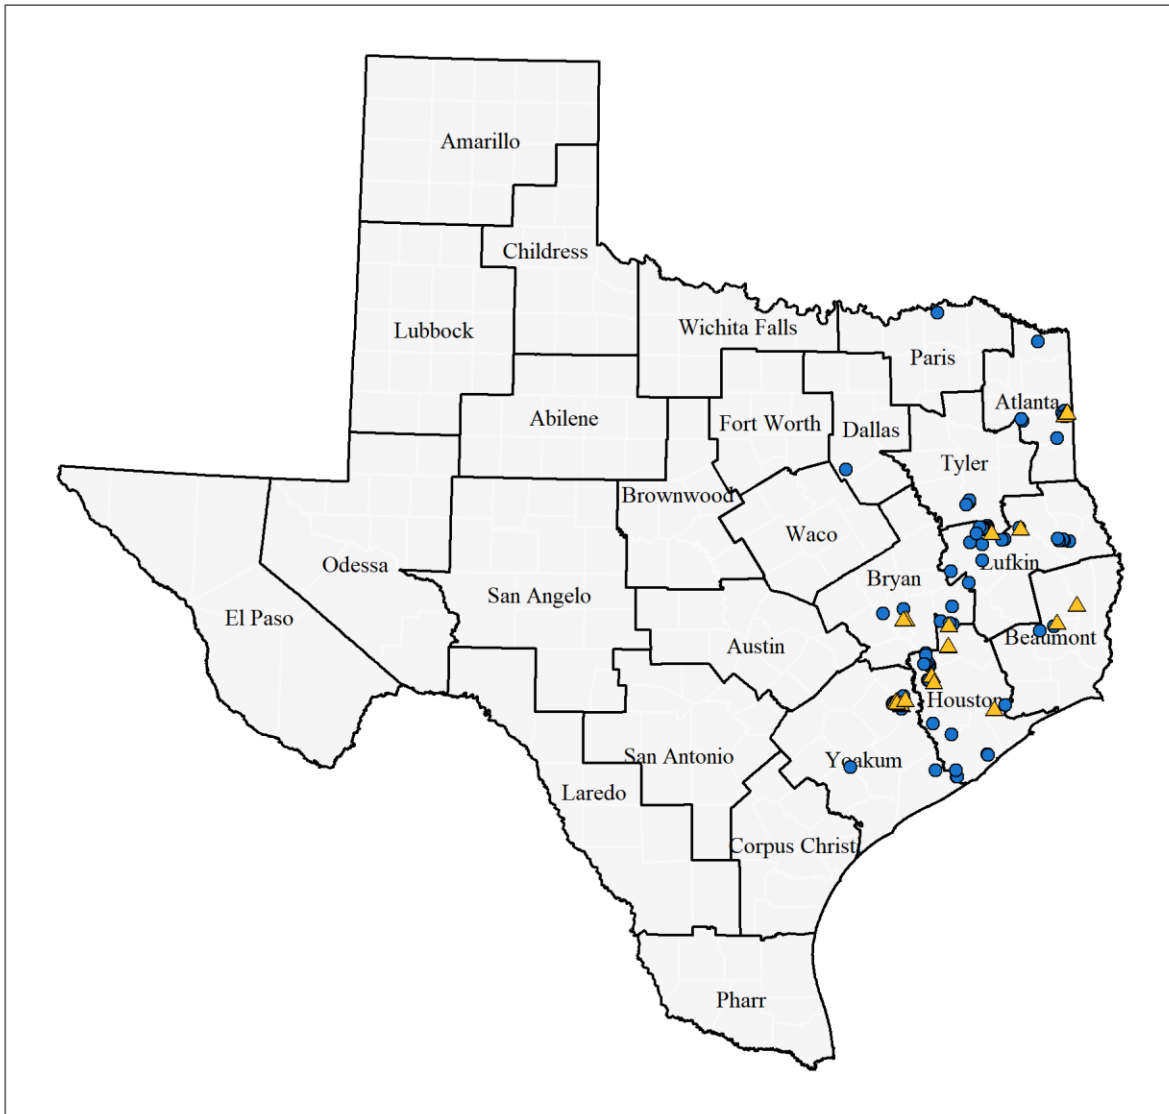 Amarillo
Childress
Lubbock
Wichita Falls
Paris
Atlanta
Abilene
Fort Worth
Dallas
Tyler
Brownwood
Waco
Odessa
Lufkin
Bryan
San Angelo
El Paso
Beaumont
Austin
Houston
San Antonio
Yoakum
Laredo
Corpus Christ
Pharr